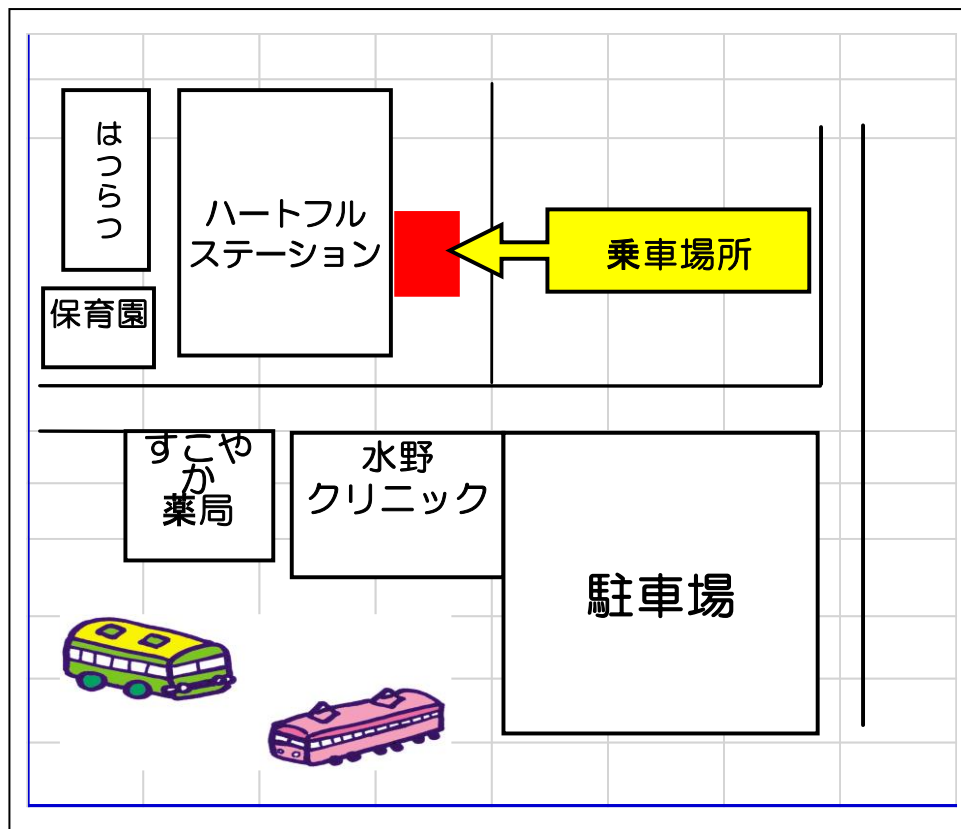 はつらつ
ハートフル
ステーション
乗車場所
保育園
すこや
か
薬局
水野
クリニック
駐車場